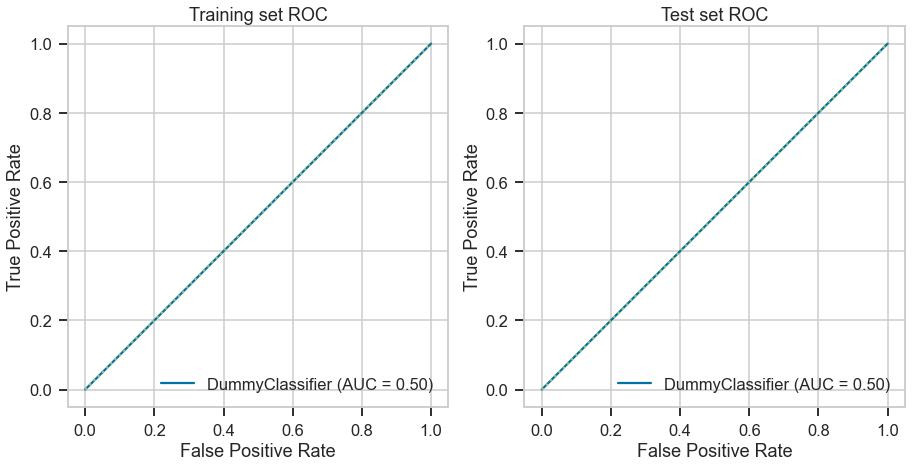 Training set ROC
1.0
0.8
0.6
0.4
0.2
0.0
True Positive Rate
DummyClassifier (AUC = 0.50)
0.0 0.2 0.4 0.6 0.8 1.0
False Positive Rate
Test set ROC
1.0
0.8
0.6
0.4
0.2
0.0
True Positive Rate
DummyClassifier (AUC = 0.50)
0.0 0.2 0.4 0.6 0.8 1.0
False Positive Rate